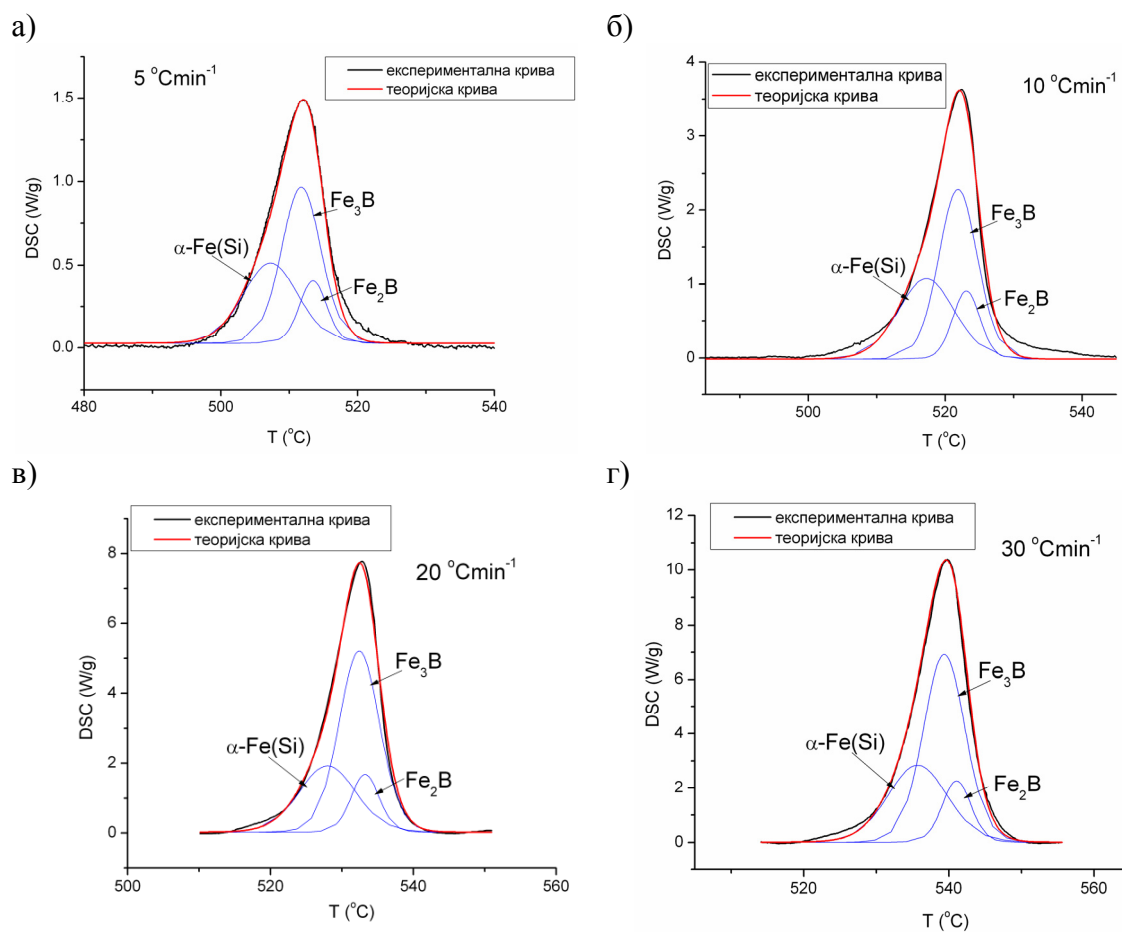 а)
5 °Cmin⁻¹
експериментална крива
теоријска крива
1.5
1.0
0.5
0.0
DSC (W/g)
Fe₃B
α-Fe(Si)
Fe₂B
480
500
520
540
T (°C)
б)
експериментална крива
теоријска крива
10 °Cmin⁻¹
4
3
2
1
0
DSC (W/g)
Fe₃B
α-Fe(Si)
Fe₂B
500
520
540
T (°C)
в)
експериментална крива
теоријска крива
20 °Cmin⁻¹
8
6
4
2
0
DSC (W/g)
Fe₃B
α-Fe(Si)
Fe₂B
500
520
540
560
T (°C)
г)
експериментална крива
теоријска крива
30 °Cmin⁻¹
12
10
8
6
4
2
0
DSC (W/g)
Fe₃B
α-Fe(Si)
Fe₂B
520
540
560
T (°C)